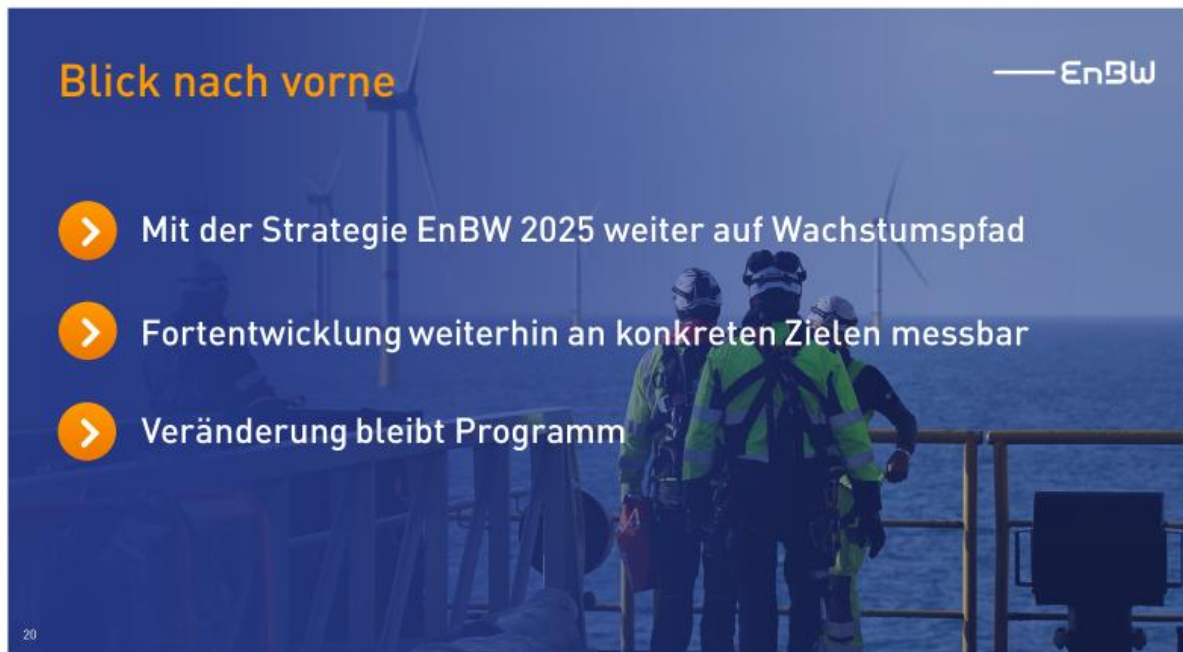 Blick nach vorne
EnBW
Mit der Strategie EnBW 2025 weiter auf Wachstumspfad
Fortentwicklung weiterhin an konkreten Zielen messbar
Veränderung bleibt Programm
20